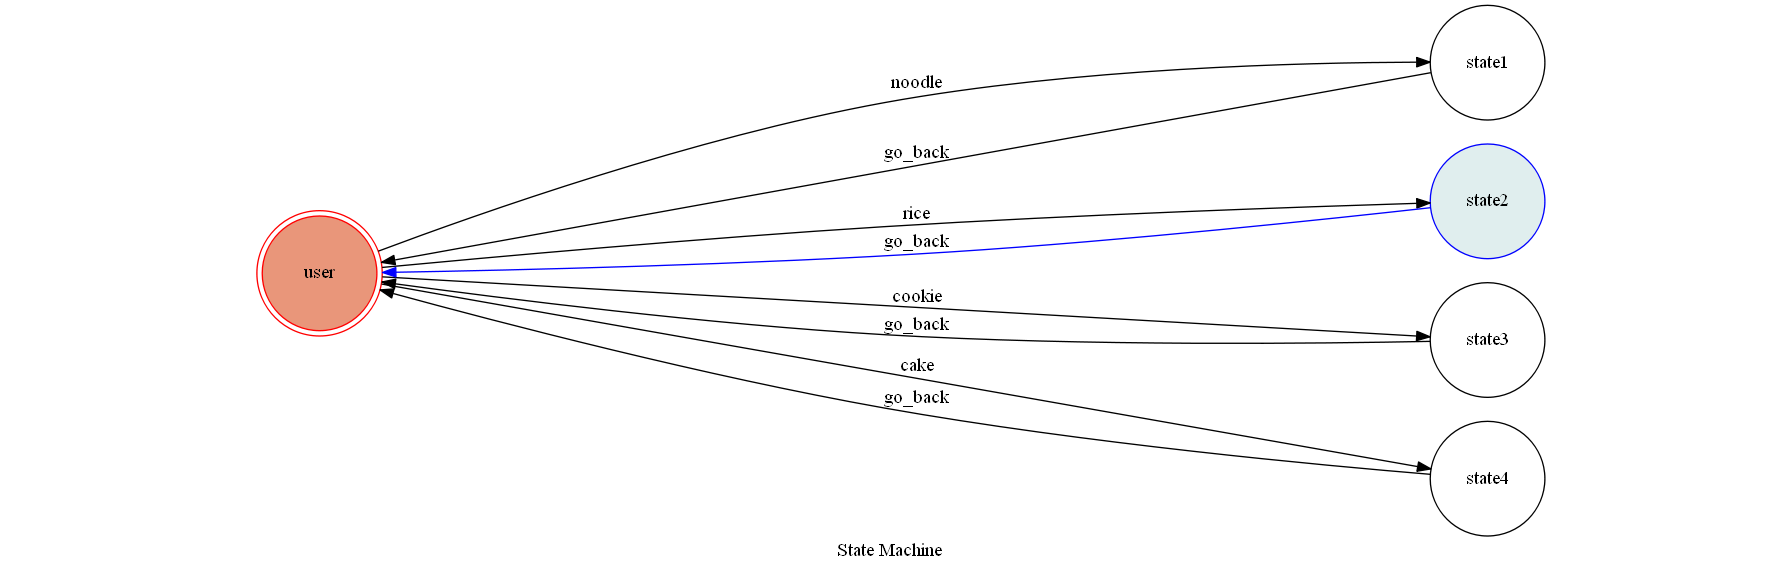 noodle
state1
go_back
rice
state2
go_back
user
cookie
go_back
state3
cake
go_back
state4
State Machine